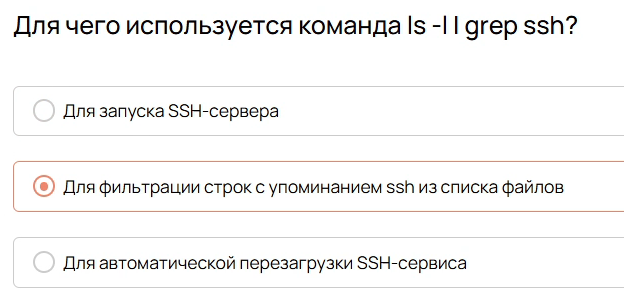 Для чего используется команда ls -l | grep ssh?
Для запуска SSH-сервера
Для фильтрации строк с упоминанием ssh из списка файлов
Для автоматической перезагрузки SSH-сервиса